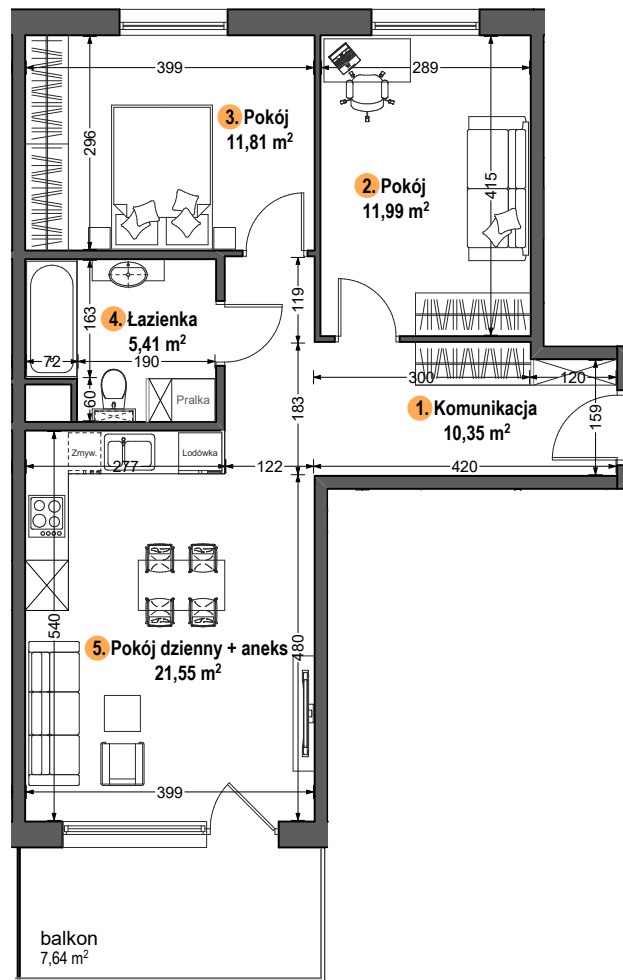 399
289
3. Pokój
11,81 m²
296
2. Pokój
11,99 m²
415
119
163
4. Łazienka
5,41 m²
72
190
60
Pralka
183
300
120
1. Komunikacja
10,35 m²
159
Zmyw.
Lodówka
277
122
420
540
480
5. Pokój dzienny + aneks
21,55 m²
399
balkon
7,64 m²